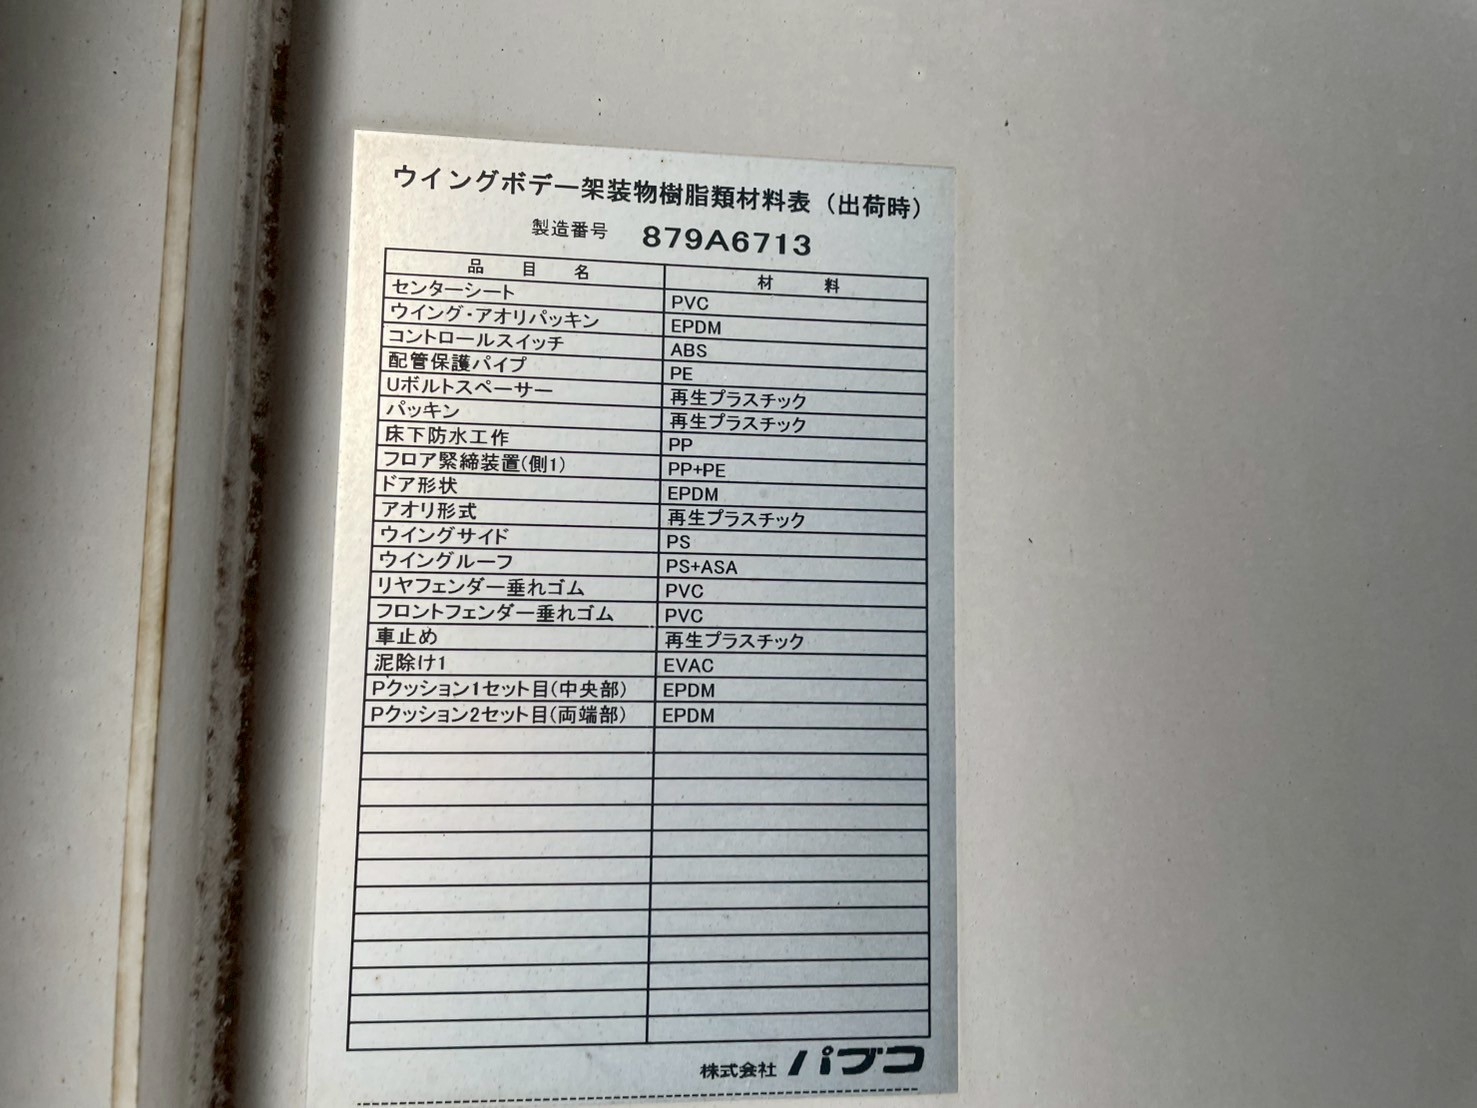 ウイングボデー架装物樹脂類材料表（出荷時）
製造番号 879A6713
品目名 材料
センターシート PVC
ウイング・アオリパッキン EPDM
コントロールスイッチ ABS
配管保護パイプ PE
Uボルトスペーサー 再生プラスチック
パッキン 再生プラスチック
床下防水工作 PP
フロア緊締装置(側1) PP+PE
ドア形状 EPDM
アオリ形式 再生プラスチック
ウイングサイド PS
ウイングルーフ PS+ASA
リヤフェンダー垂れゴム PVC
フロントフェンダー垂れゴム PVC
車止め 再生プラスチック
泥除け1 EVAC
Pクッション1セット目(中央部) EPDM
Pクッション2セット目(両端部) EPDM
株式会社 パブコ